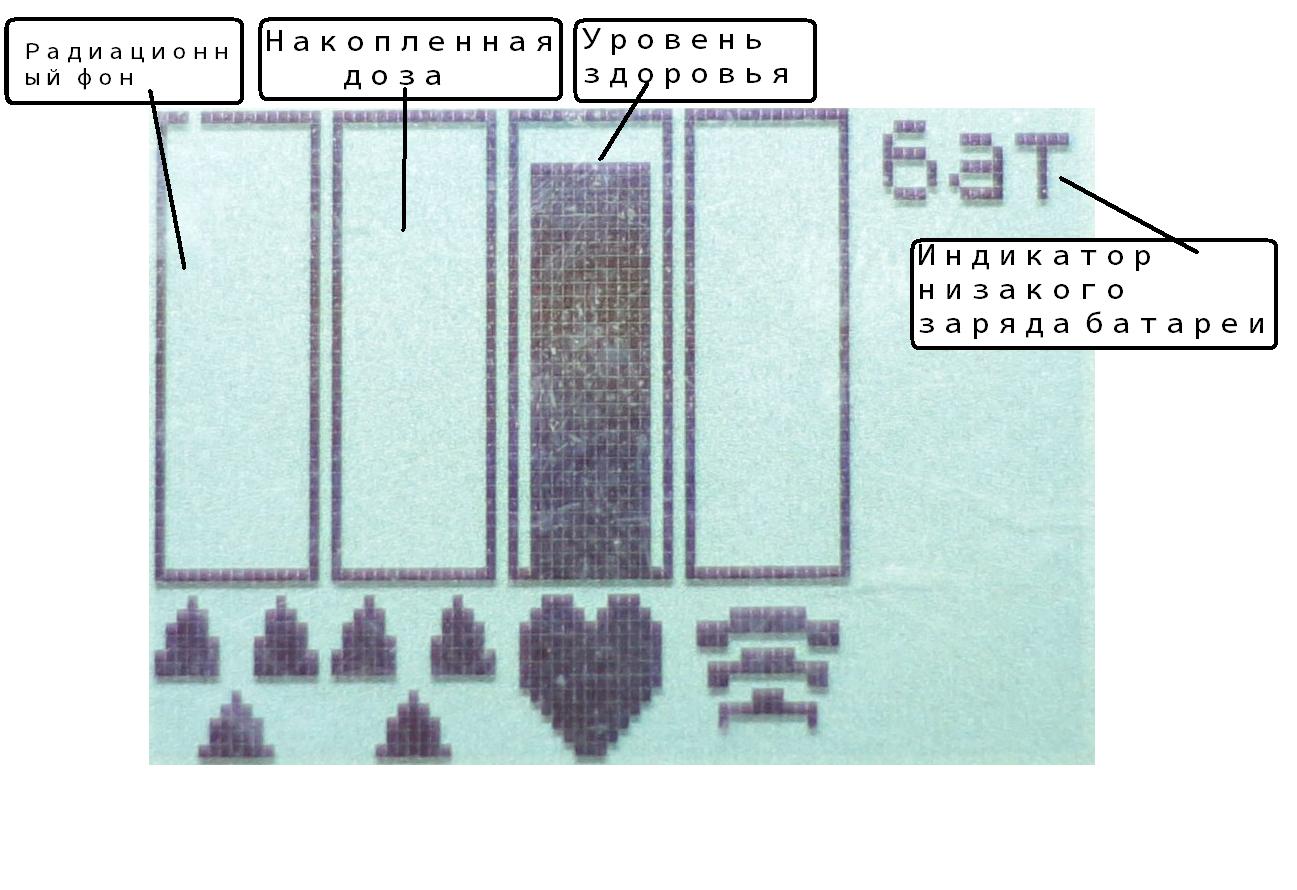 Радиационн
ый фон
Накопленная
доза
Уровень
здоровья
бат
Индикатор
низакого
заряда батареи